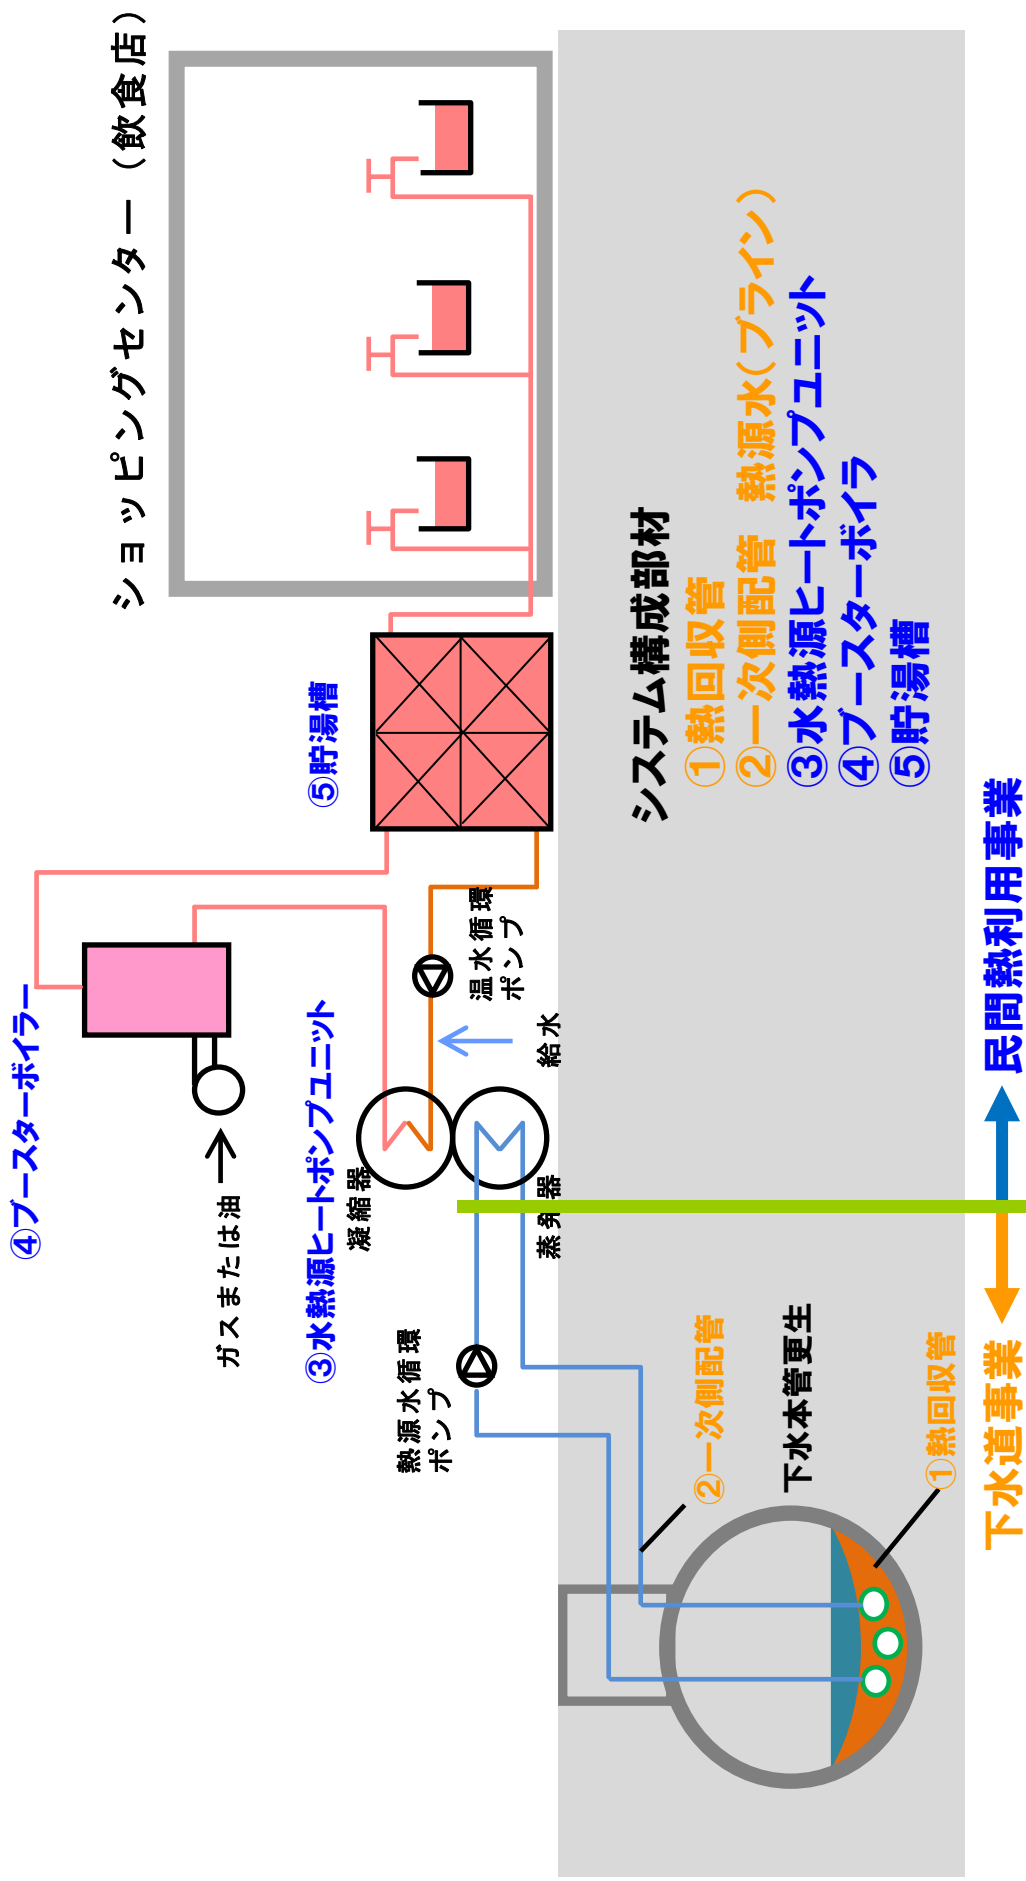 ショッピングセンター（飲食店）
④ブースターボイラー
ガスまたは油
③水熱源ヒートポンプユニット
凝縮器
⑤貯湯槽
温水循環
ポンプ
給水
蒸発器
熱源水循環
ポンプ
システム構成部材
①熱回収管
②一次側配管　熱源水（ブライン）
③水熱源ヒートポンプユニット
④ブースターボイラ
⑤貯湯槽
②一次側配管
下水本管更生
①熱回収管
下水道事業
民間熱利用事業